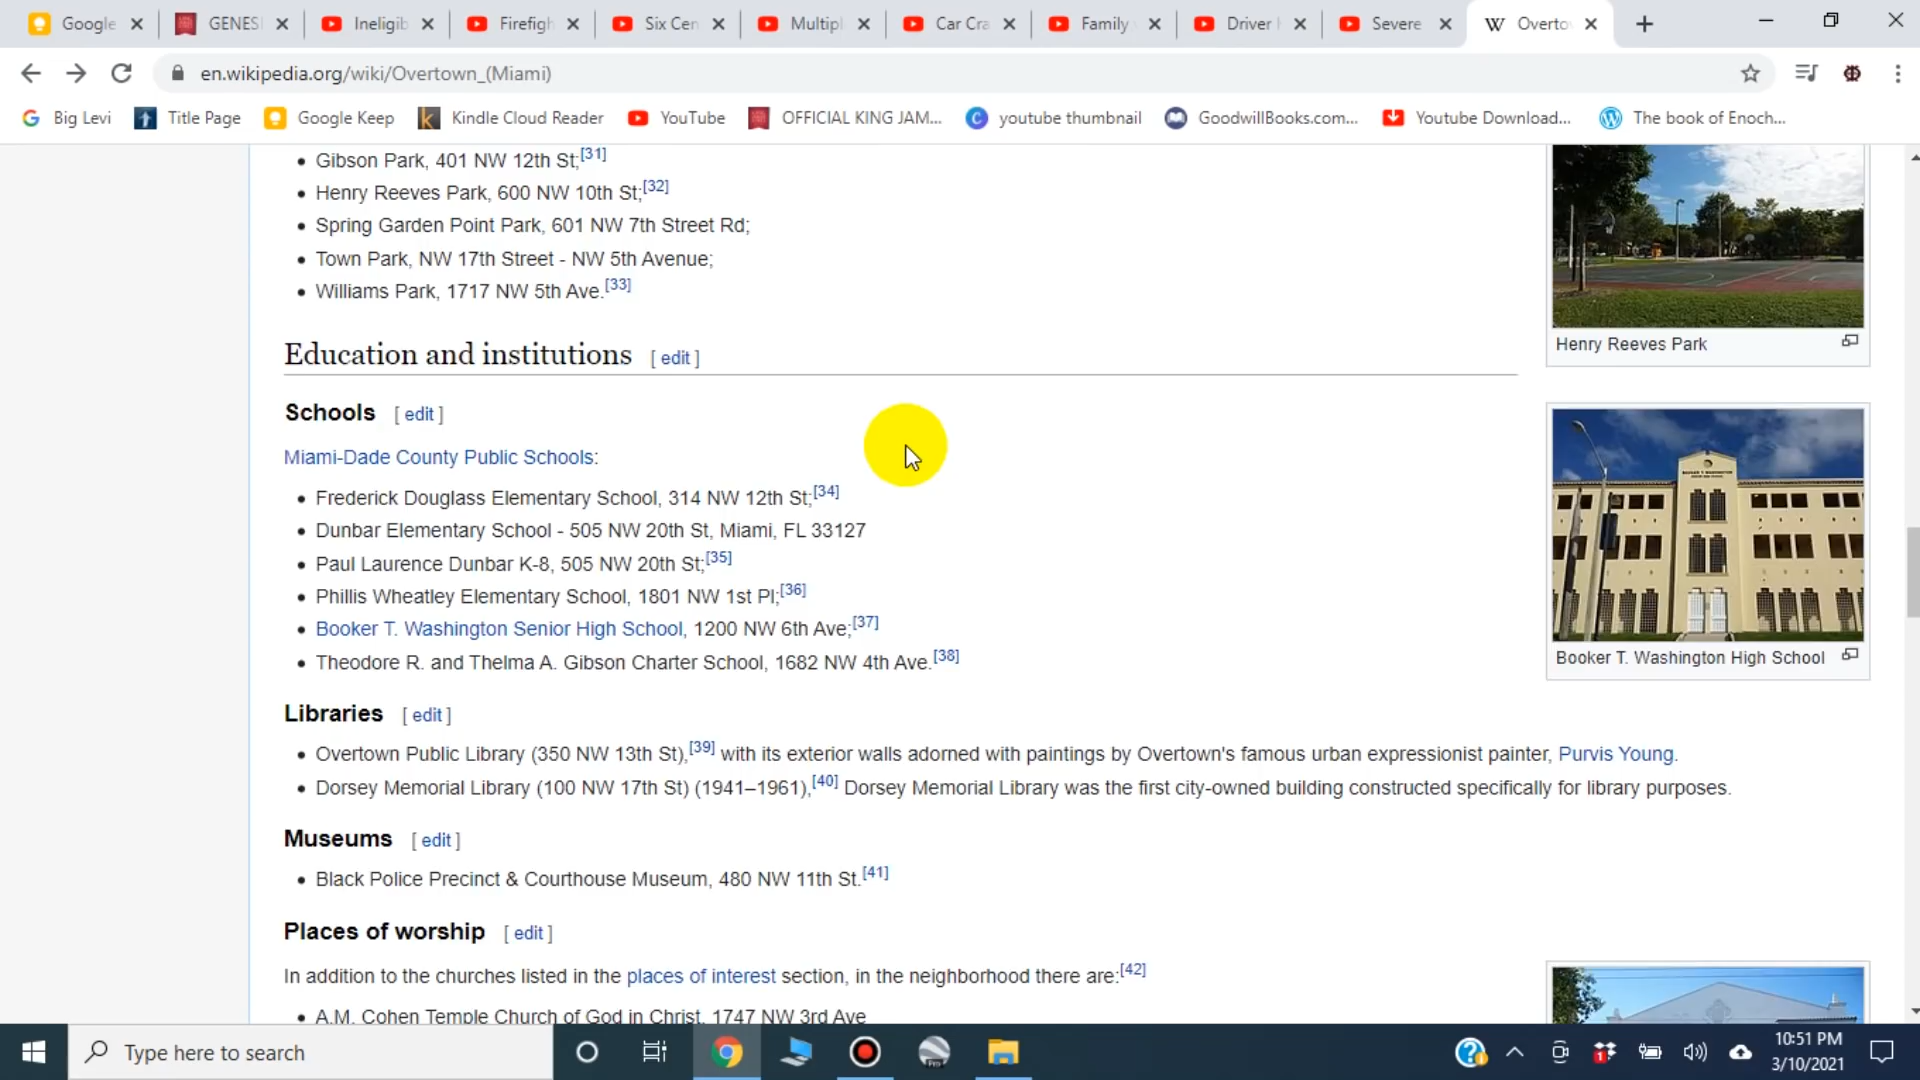 Google
GENESI
Ineligib
Firefigh
Six Cen
Multipl
Car Cra
Family
Driver
Severe
W Overto
en.wikipedia.org/wiki/Overtown_(Miami)
Big Levi
Title Page
Google Keep
Kindle Cloud Reader
YouTube
OFFICIAL KING JAM...
youtube thumbnail
GoodwillBooks.com...
Youtube Download...
The book of Enoch...
• Gibson Park, 401 NW 12th St;[31]
• Henry Reeves Park, 600 NW 10th St;[32]
• Spring Garden Point Park, 601 NW 7th Street Rd;
• Town Park, NW 17th Street - NW 5th Avenue;
• Williams Park, 1717 NW 5th Ave.[33]
Henry Reeves Park
Education and institutions [ edit ]
Schools [ edit ]
Miami-Dade County Public Schools:
• Frederick Douglass Elementary School, 314 NW 12th St;[34]
• Dunbar Elementary School - 505 NW 20th St, Miami, FL 33127
• Paul Laurence Dunbar K-8, 505 NW 20th St;[35]
• Phillis Wheatley Elementary School, 1801 NW 1st Pl;[36]
• Booker T. Washington Senior High School, 1200 NW 6th Ave;[37]
• Theodore R. and Thelma A. Gibson Charter School, 1682 NW 4th Ave.[38]
Booker T. Washington High School
Libraries [ edit ]
• Overtown Public Library (350 NW 13th St),[39] with its exterior walls adorned with paintings by Overtown's famous urban expressionist painter, Purvis Young.
• Dorsey Memorial Library (100 NW 17th St) (1941–1961),[40] Dorsey Memorial Library was the first city-owned building constructed specifically for library purposes.
Museums [ edit ]
• Black Police Precinct & Courthouse Museum, 480 NW 11th St.[41]
Places of worship [ edit ]
In addition to the churches listed in the places of interest section, in the neighborhood there are:[42]
• A.M. Cohen Temple Church of God in Christ, 1747 NW 3rd Ave
Type here to search
10:51 PM
3/10/2021